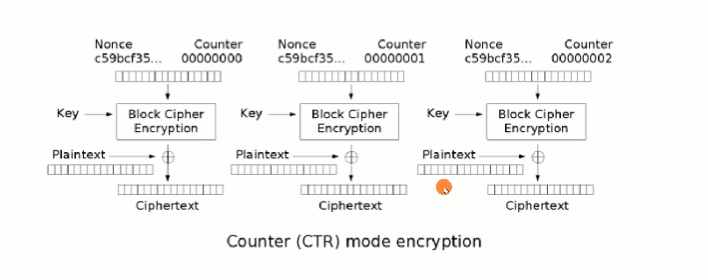 Nonce Counter Nonce Counter Nonce Counter
c59bcf35... 00000000 c59bcf35... 00000001 c59bcf35... 00000002
Key Block Cipher Encryption Key Block Cipher Encryption Key Block Cipher Encryption
Plaintext Plaintext Plaintext
Ciphertext Ciphertext Ciphertext
Counter (CTR) mode encryption